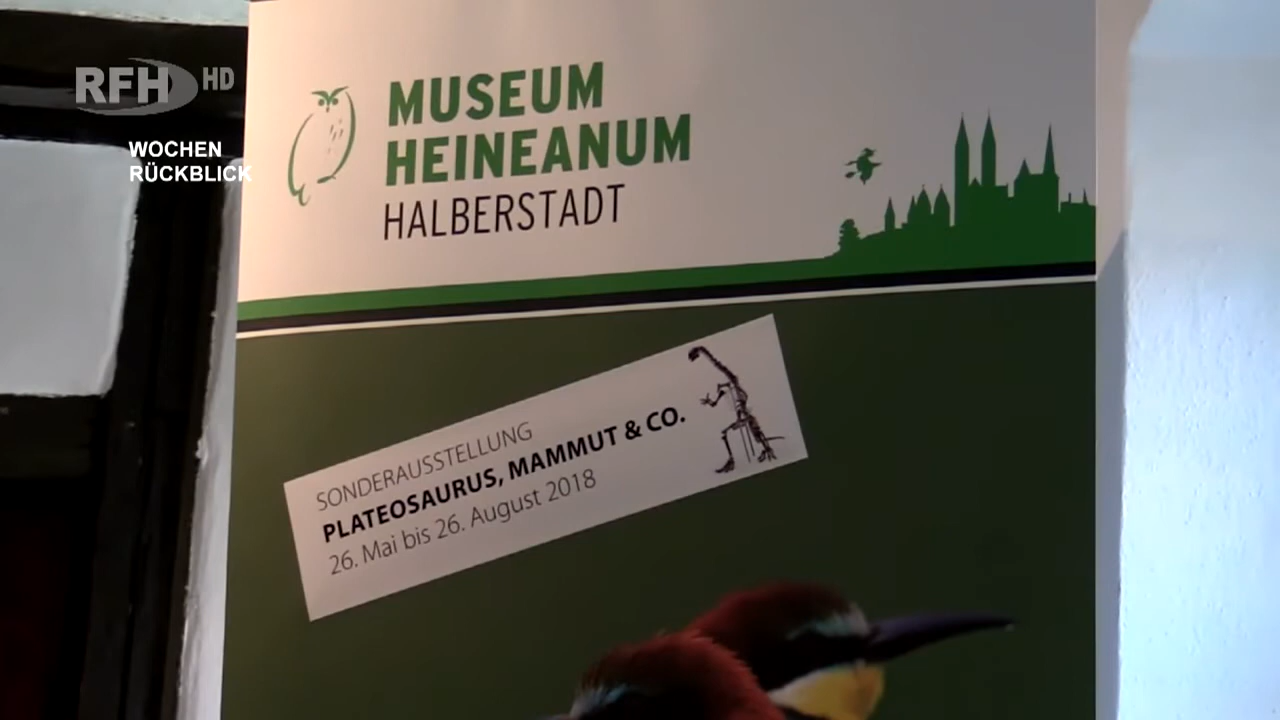 RFH HD
WOCHEN
RÜCKBLICK
MUSEUM
HEINEANUM
HALBERSTADT
SONDERAUSSTELLUNG
PLATEOSAURUS, MAMMUT & CO.
26. Mai bis 26. August 2018